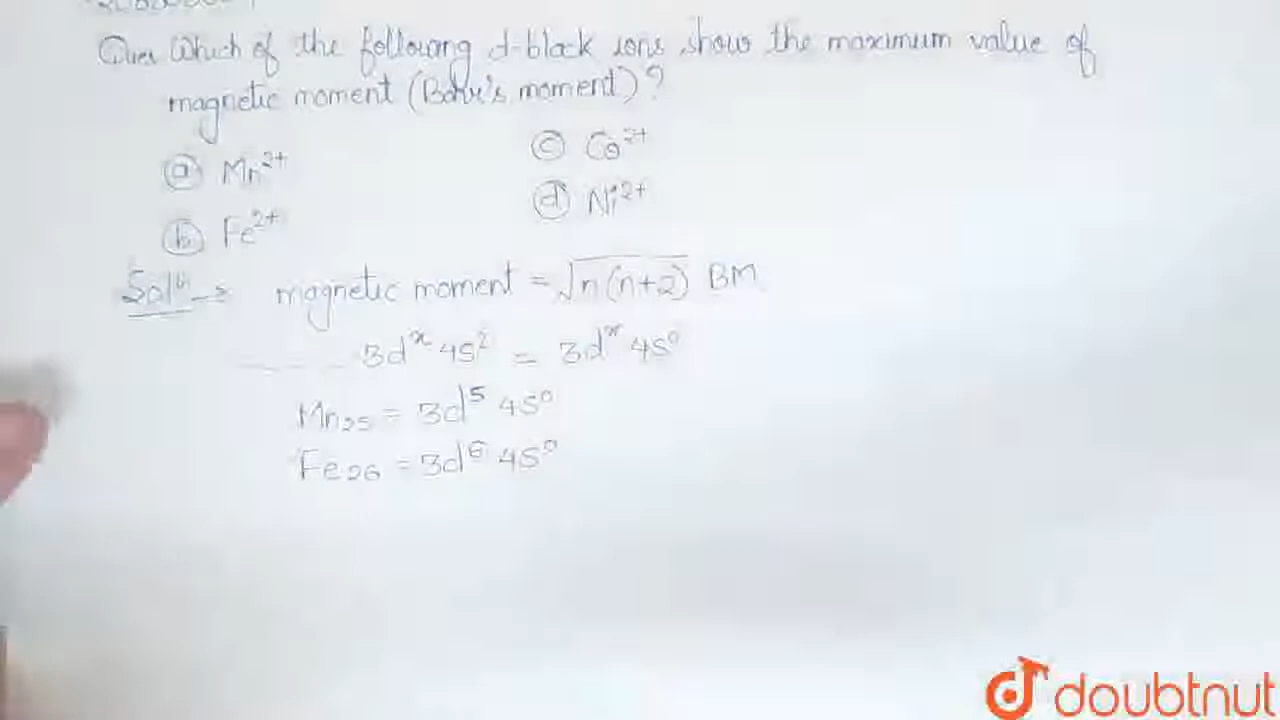 Ques Which of the following d-block ions show the maximum value of
magnetic moment (Bohr's moment)?
(a) Mn²⁺
(c) Co²⁺
(b) Fe²⁺
(d) Ni²⁺
Solⁿ → magnetic moment = √n(n+2) BM
3dˣ 4s² = 3dˣ 4s⁰
Mn₂₅ = 3d⁵ 4s⁰
Fe₂₆ = 3d⁶ 4s⁰
doubtnut